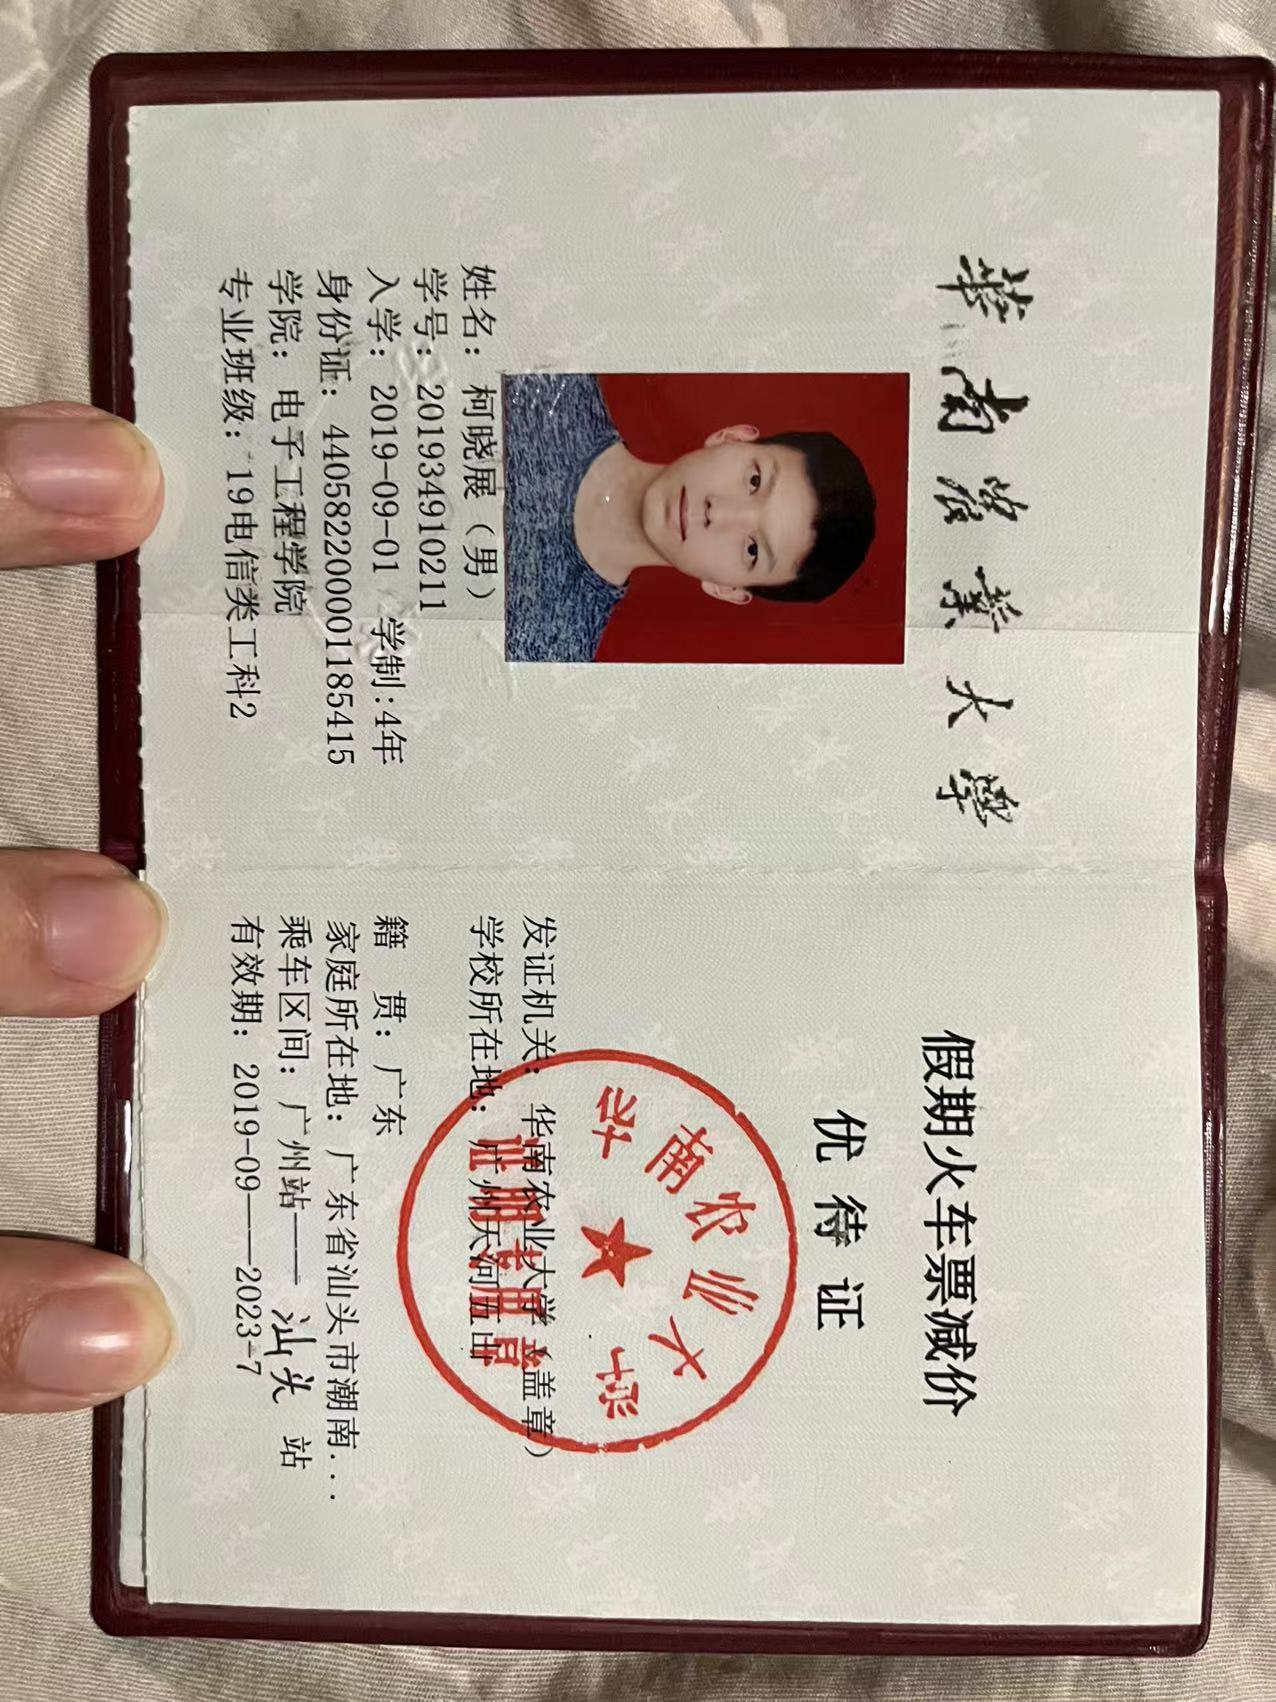 華南農業大學
姓名：柯晓展（男）
学号：201934910211
入学：2019-09-01 学制:4年
身份证：440582200001185415
学院：电子工程学院
专业班级：19电信类工科2
假期火车票减价
优待证
华南农业大学
证明专用章
发证机关：华南农业大学（盖章）
学校所在地：广州天河五山
籍 贯：广东
家庭所在地：广东省汕头市潮南...
乘车区间：广州站——汕头 站
有效期：2019-09——2023-7